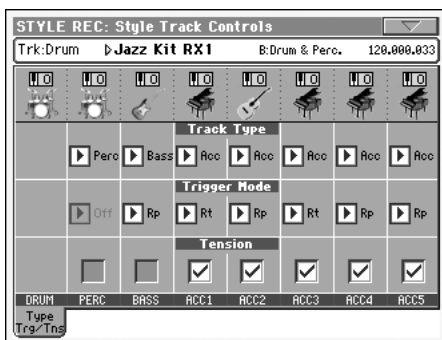 STYLE REC: Style Track Controls
Trk:Drum Jazz Kit RX1 B:Drum & Perc. 120.000.033
Track Type
Perc Bass Acc Acc Acc Acc Acc
Trigger Mode
Off Rp Rt Rp Rt Rp Rp
Tension
DRUM PERC BASS ACC1 ACC2 ACC3 ACC4 ACC5
Type
Trg/Tns